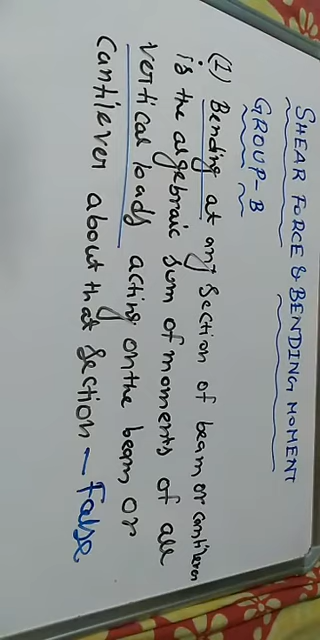 SHEAR FORCE & BENDING MOMENT
GROUP-B
(1) Bending at any section of beam or cantilever
is the algebraic sum of moments of all
vertical loads acting on the beam or
cantilever about that section - False